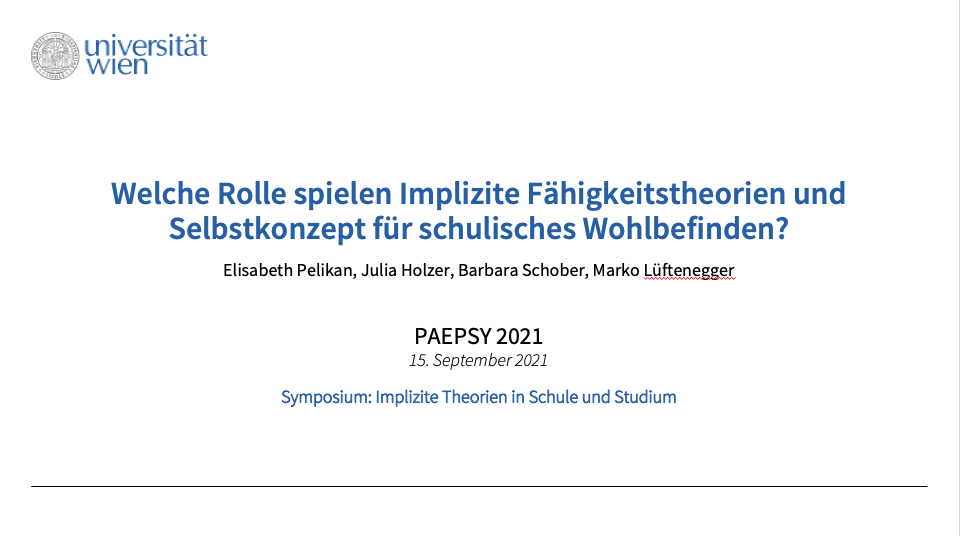 universität
wien
Welche Rolle spielen Implizite Fähigkeitstheorien und
Selbstkonzept für schulisches Wohlbefinden?
Elisabeth Pelikan, Julia Holzer, Barbara Schober, Marko Lüftenegger
PAEPSY 2021
15. September 2021
Symposium: Implizite Theorien in Schule und Studium